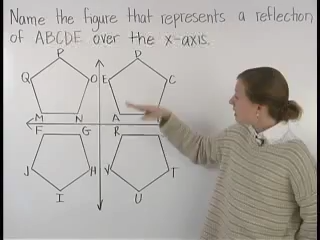 Name the figure that represents a reflection
of ABCDE over the x-axis.
P D
Q O E C
M N A
F G R
J H V T
I U